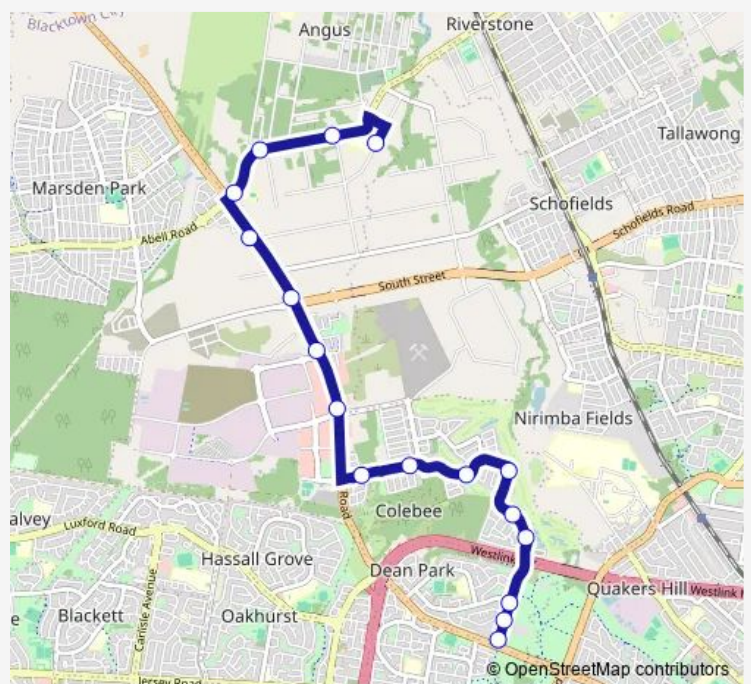 Blacktown City
Angus
Riverstone
Tallawong
Marsden Park
Schofields
Schofields Road
Abell Road
South Street
Nirimba Fields
alvey
Luxford Road
Road
Colebee
Hassall Grove
Dean Park
Westlink
Quakers Hill
Westlink
e
Blackett
Carlisle Avenue
Oakhurst
Jersey Road
© OpenStreetMap contributors